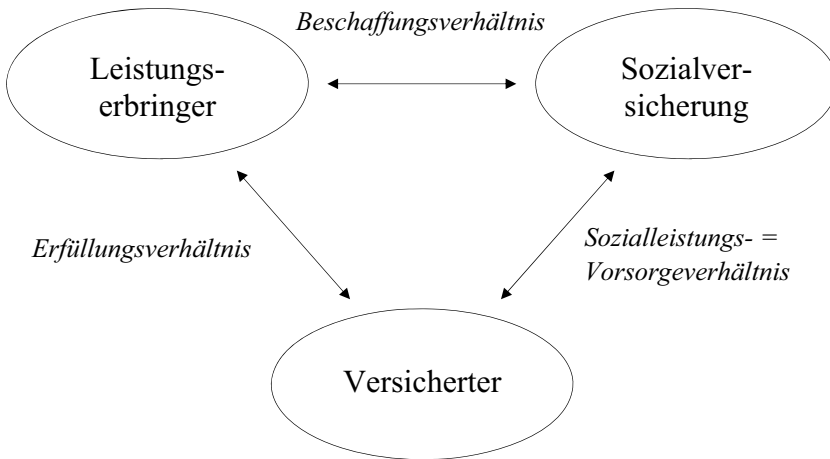 Beschaffungsverhältnis
Leistungs-
erbringer
Sozialver-
sicherung
Erfüllungsverhältnis
Sozialleistungs- =
Vorsorgeverhältnis
Versicherter